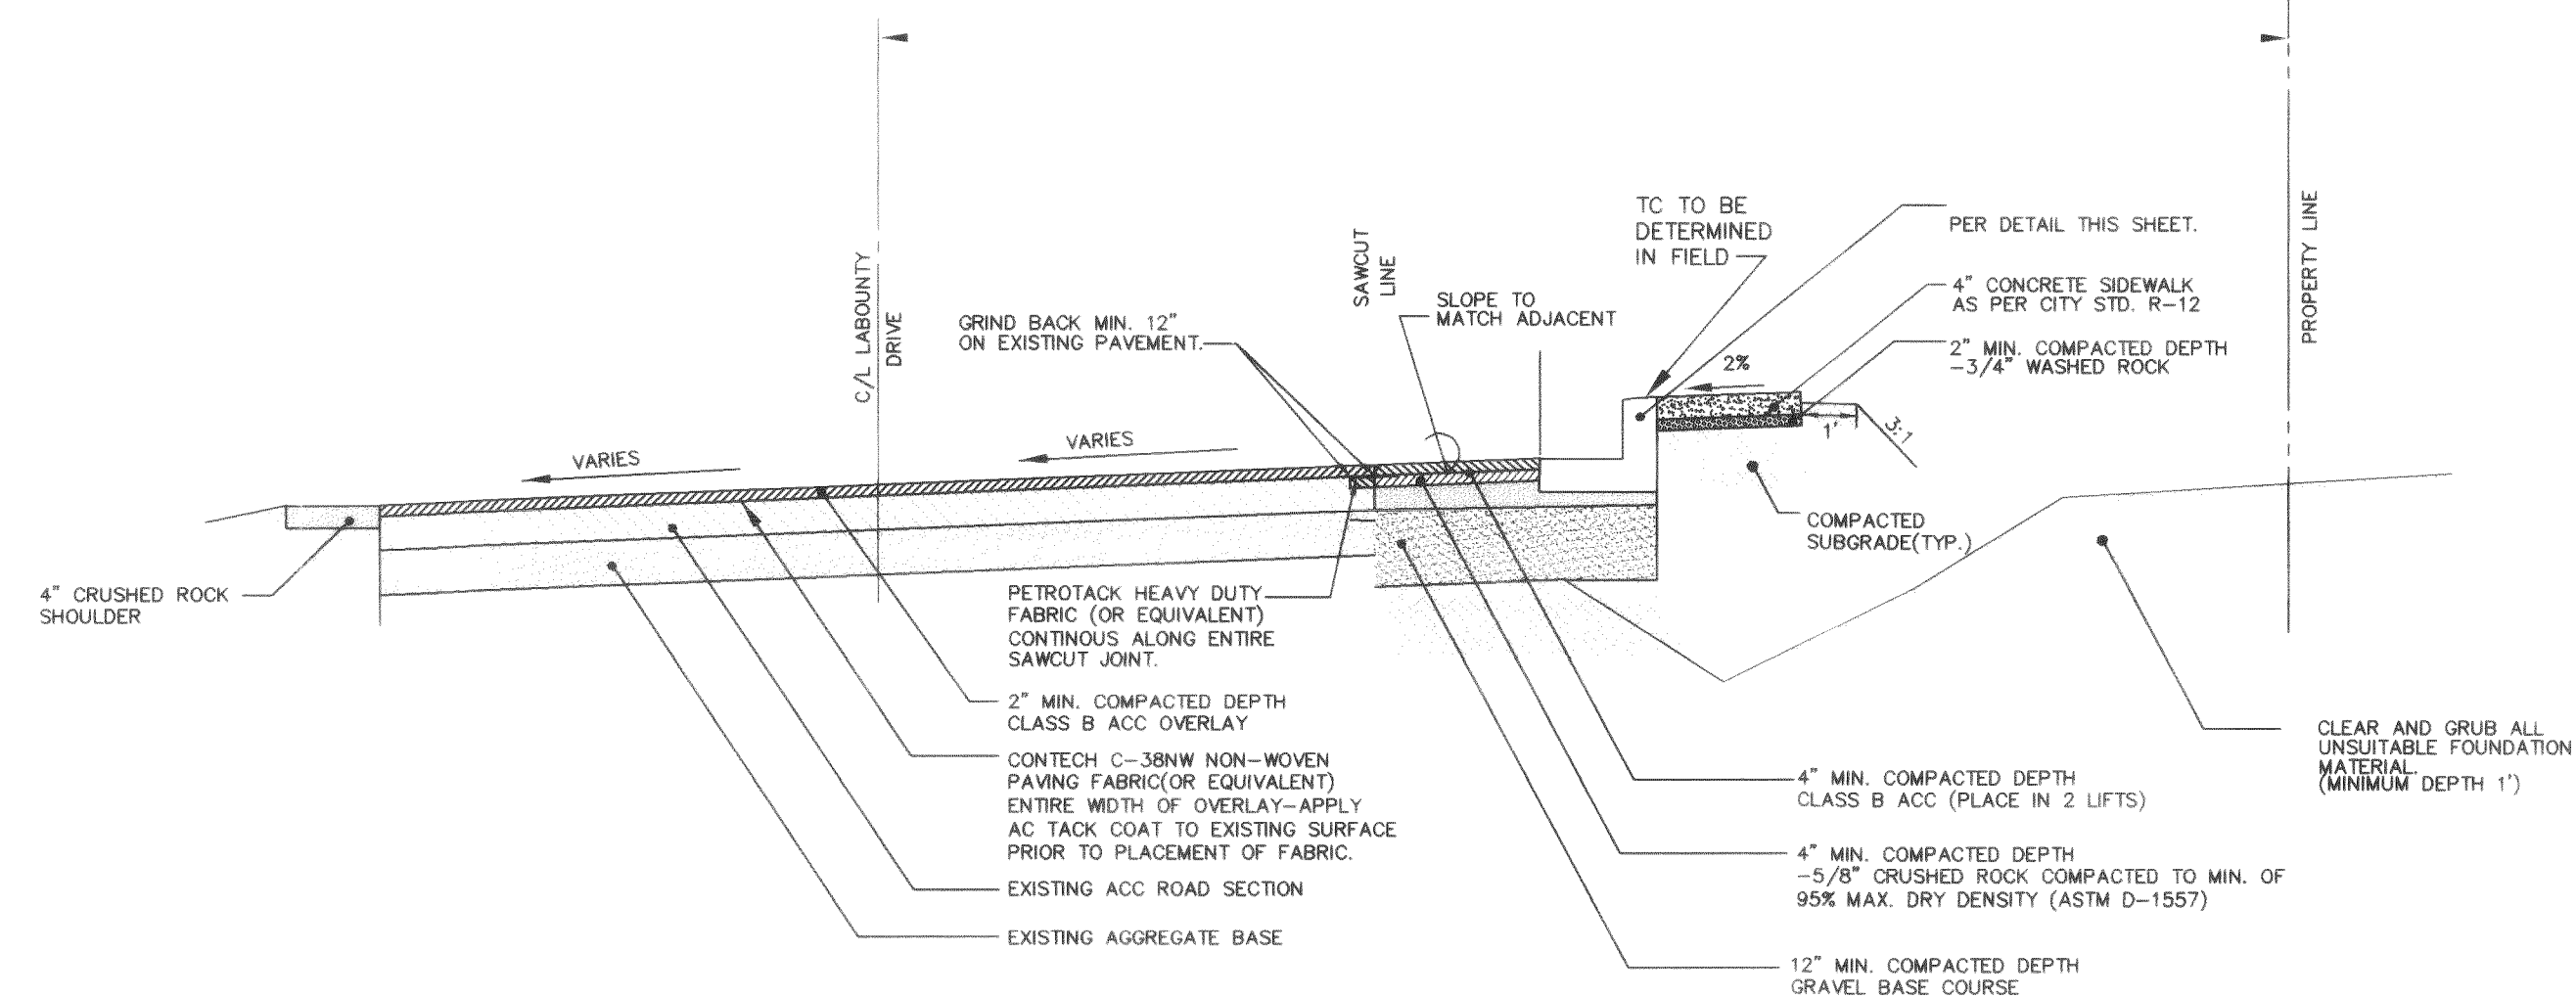 C/L LABOUNTY
DRIVE
SAWCUT
LINE
PROPERTY LINE
TC TO BE
DETERMINED
IN FIELD
PER DETAIL THIS SHEET.
4" CONCRETE SIDEWALK
AS PER CITY STD. R-12
2" MIN. COMPACTED DEPTH
-3/4" WASHED ROCK
GRIND BACK MIN. 12"
ON EXISTING PAVEMENT.
SLOPE TO
MATCH ADJACENT
2%
1'
3:1
VARIES
VARIES
COMPACTED
SUBGRADE(TYP.)
4" CRUSHED ROCK
SHOULDER
PETROTACK HEAVY DUTY
FABRIC (OR EQUIVALENT)
CONTINOUS ALONG ENTIRE
SAWCUT JOINT.
2" MIN. COMPACTED DEPTH
CLASS B ACC OVERLAY
CONTECH C-38NW NON-WOVEN
PAVING FABRIC(OR EQUIVALENT)
ENTIRE WIDTH OF OVERLAY-APPLY
AC TACK COAT TO EXISTING SURFACE
PRIOR TO PLACEMENT OF FABRIC.
EXISTING ACC ROAD SECTION
EXISTING AGGREGATE BASE
4" MIN. COMPACTED DEPTH
CLASS B ACC (PLACE IN 2 LIFTS)
4" MIN. COMPACTED DEPTH
-5/8" CRUSHED ROCK COMPACTED TO MIN. OF
95% MAX. DRY DENSITY (ASTM D-1557)
12" MIN. COMPACTED DEPTH
GRAVEL BASE COURSE
CLEAR AND GRUB ALL
UNSUITABLE FOUNDATION
MATERIAL.
(MINIMUM DEPTH 1')